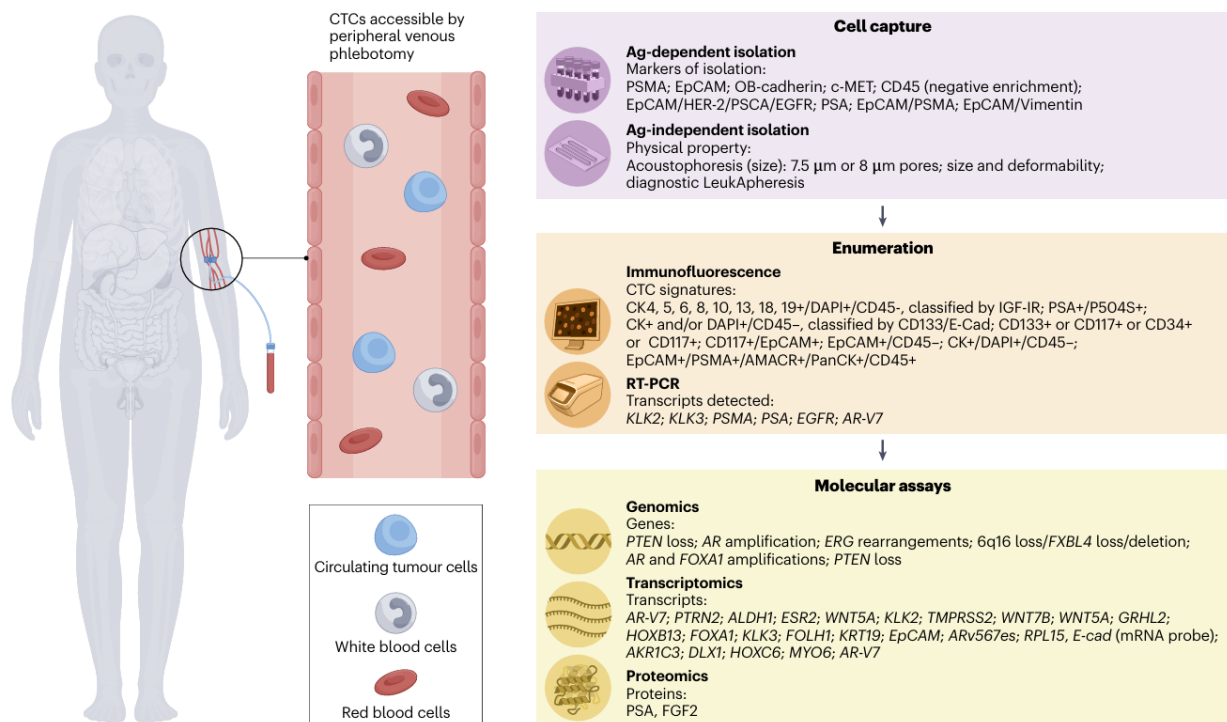 CTCs accessible by
peripheral venous
phlebotomy
Circulating tumour cells
White blood cells
Red blood cells
Cell capture
Ag-dependent isolation
Markers of isolation:
PSMA; EpCAM; OB-cadherin; c-MET; CD45 (negative enrichment);
EpCAM/HER-2/PSCA/EGFR; PSA; EpCAM/PSMA; EpCAM/Vimentin
Ag-independent isolation
Physical property:
Acoustophoresis (size): 7.5 μm or 8 μm pores; size and deformability;
diagnostic LeukApheresis
Enumeration
Immunofluorescence
CTC signatures:
CK4, 5, 6, 8, 10, 13, 18, 19+/DAPI+/CD45-, classified by IGF-IR; PSA+/P504S+;
CK+ and/or DAPI+/CD45−, classified by CD133/E-Cad; CD133+ or CD117+ or CD34+
or CD117+; CD117+/EpCAM+; EpCAM+/CD45−; CK+/DAPI+/CD45−;
EpCAM+/PSMA+/AMACR+/PanCK+/CD45+
RT-PCR
Transcripts detected:
KLK2; KLK3; PSMA; PSA; EGFR; AR-V7
Molecular assays
Genomics
Genes:
PTEN loss; AR amplification; ERG rearrangements; 6q16 loss/FXBL4 loss/deletion;
AR and FOXA1 amplifications; PTEN loss
Transcriptomics
Transcripts:
AR-V7; PTRN2; ALDH1; ESR2; WNT5A; KLK2; TMPRSS2; WNT7B; WNT5A; GRHL2;
HOXB13; FOXA1; KLK3; FOLH1; KRT19; EpCAM; ARv567es; RPL15, E-cad (mRNA probe);
AKR1C3; DLX1; HOXC6; MYO6; AR-V7
Proteomics
Proteins:
PSA, FGF2